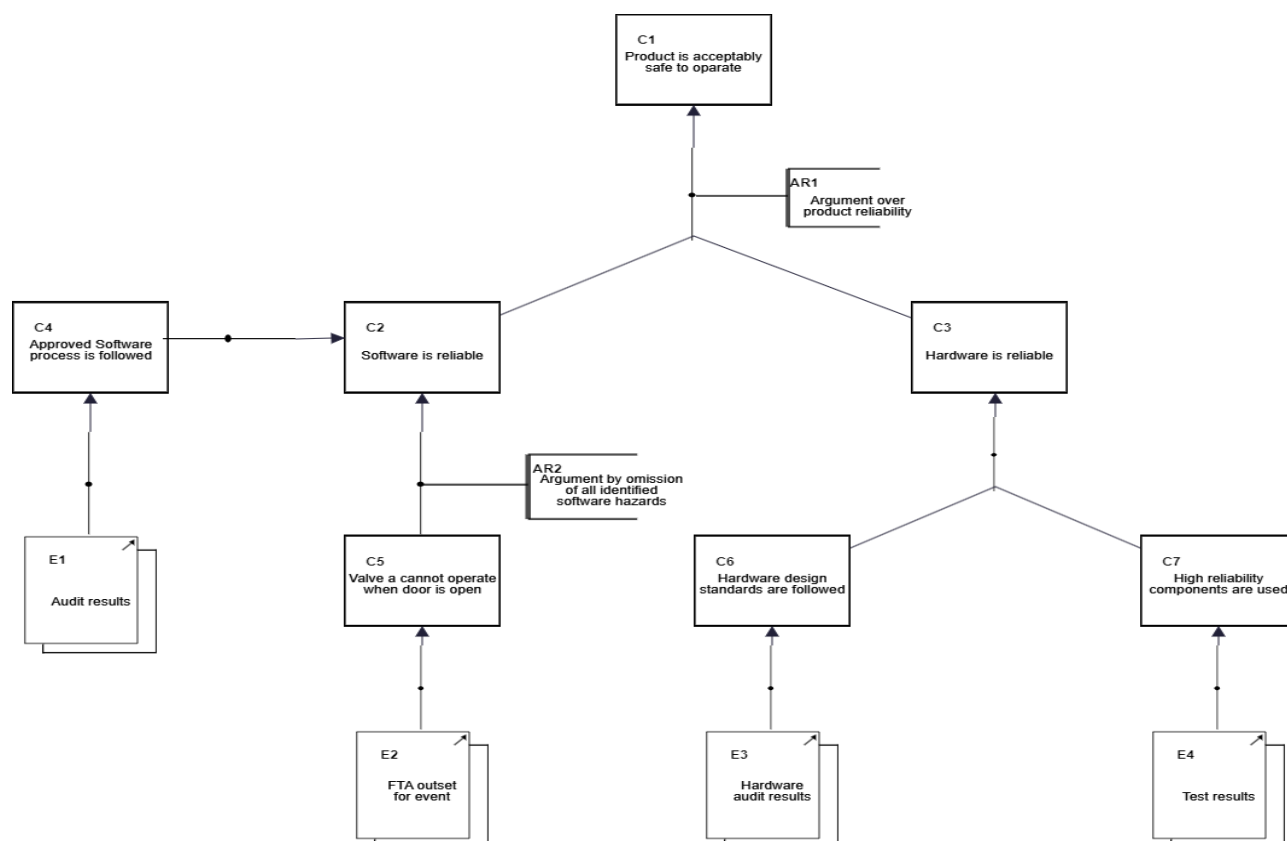 C1
Product is acceptably
safe to oparate
AR1
Argument over
product reliability
C4
Approved Software
process is followed
C2
Software is reliable
C3
Hardware is reliable
AR2
Argument by omission
of all identified
software hazards
E1
Audit results
C5
Valve a cannot operate
when door is open
C6
Hardware design
standards are followed
C7
High reliability
components are used
E2
FTA outset
for event
E3
Hardware
audit results
E4
Test results